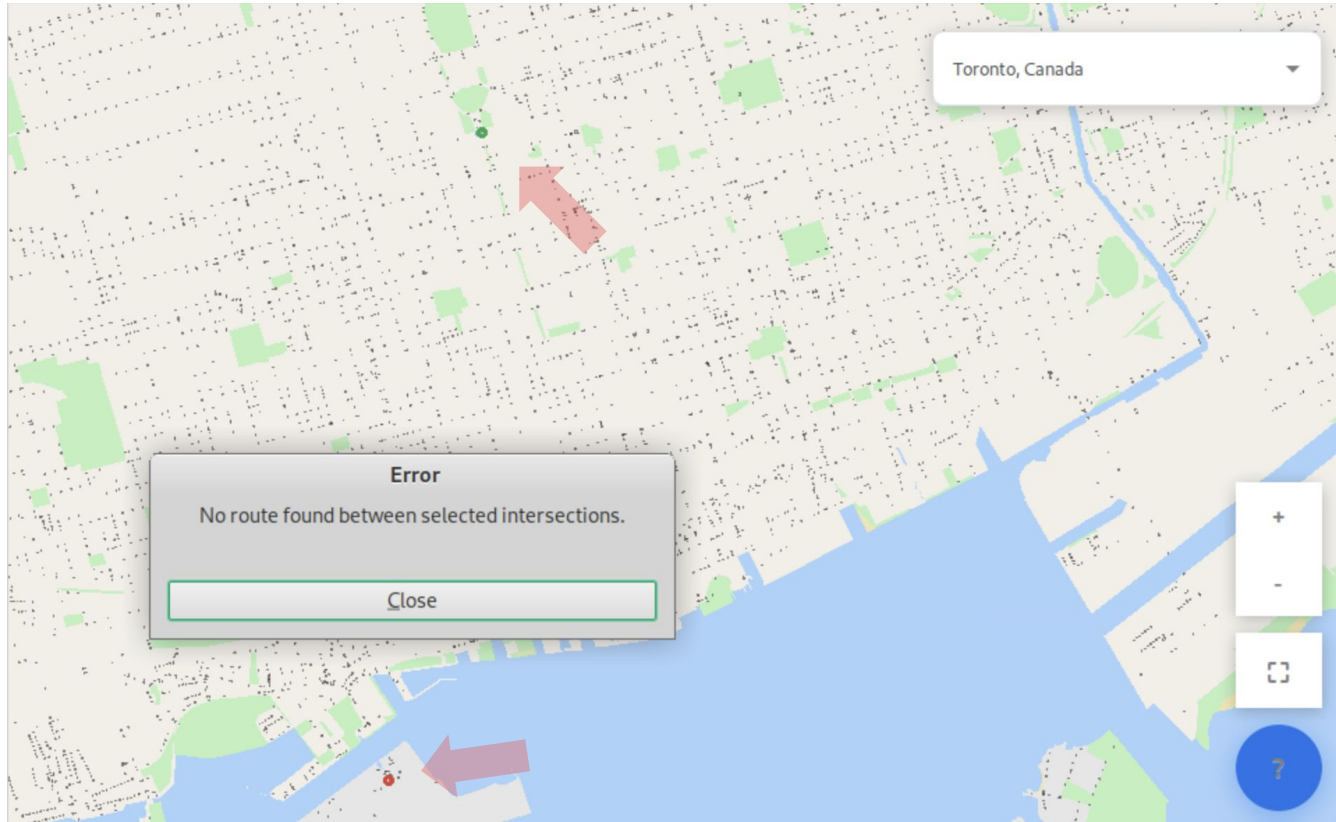 Toronto, Canada
Error
No route found between selected intersections.
Close
+
-
?